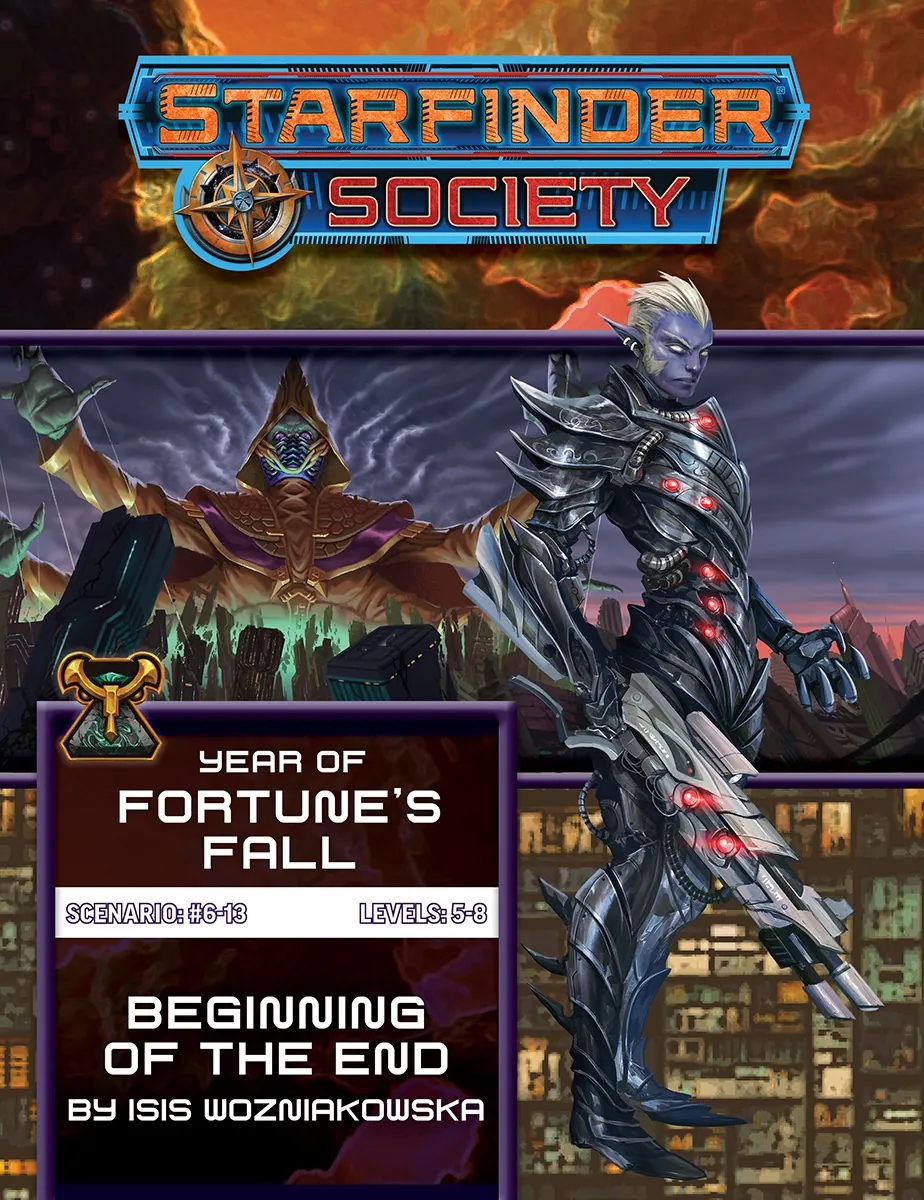 STARFINDER®
SOCIETY
YEAR OF
FORTUNE'S
FALL
SCENARIO: #6-13 LEVELS: 5-8
BEGINNING
OF THE END
BY ISIS WOZNIAKOWSKA